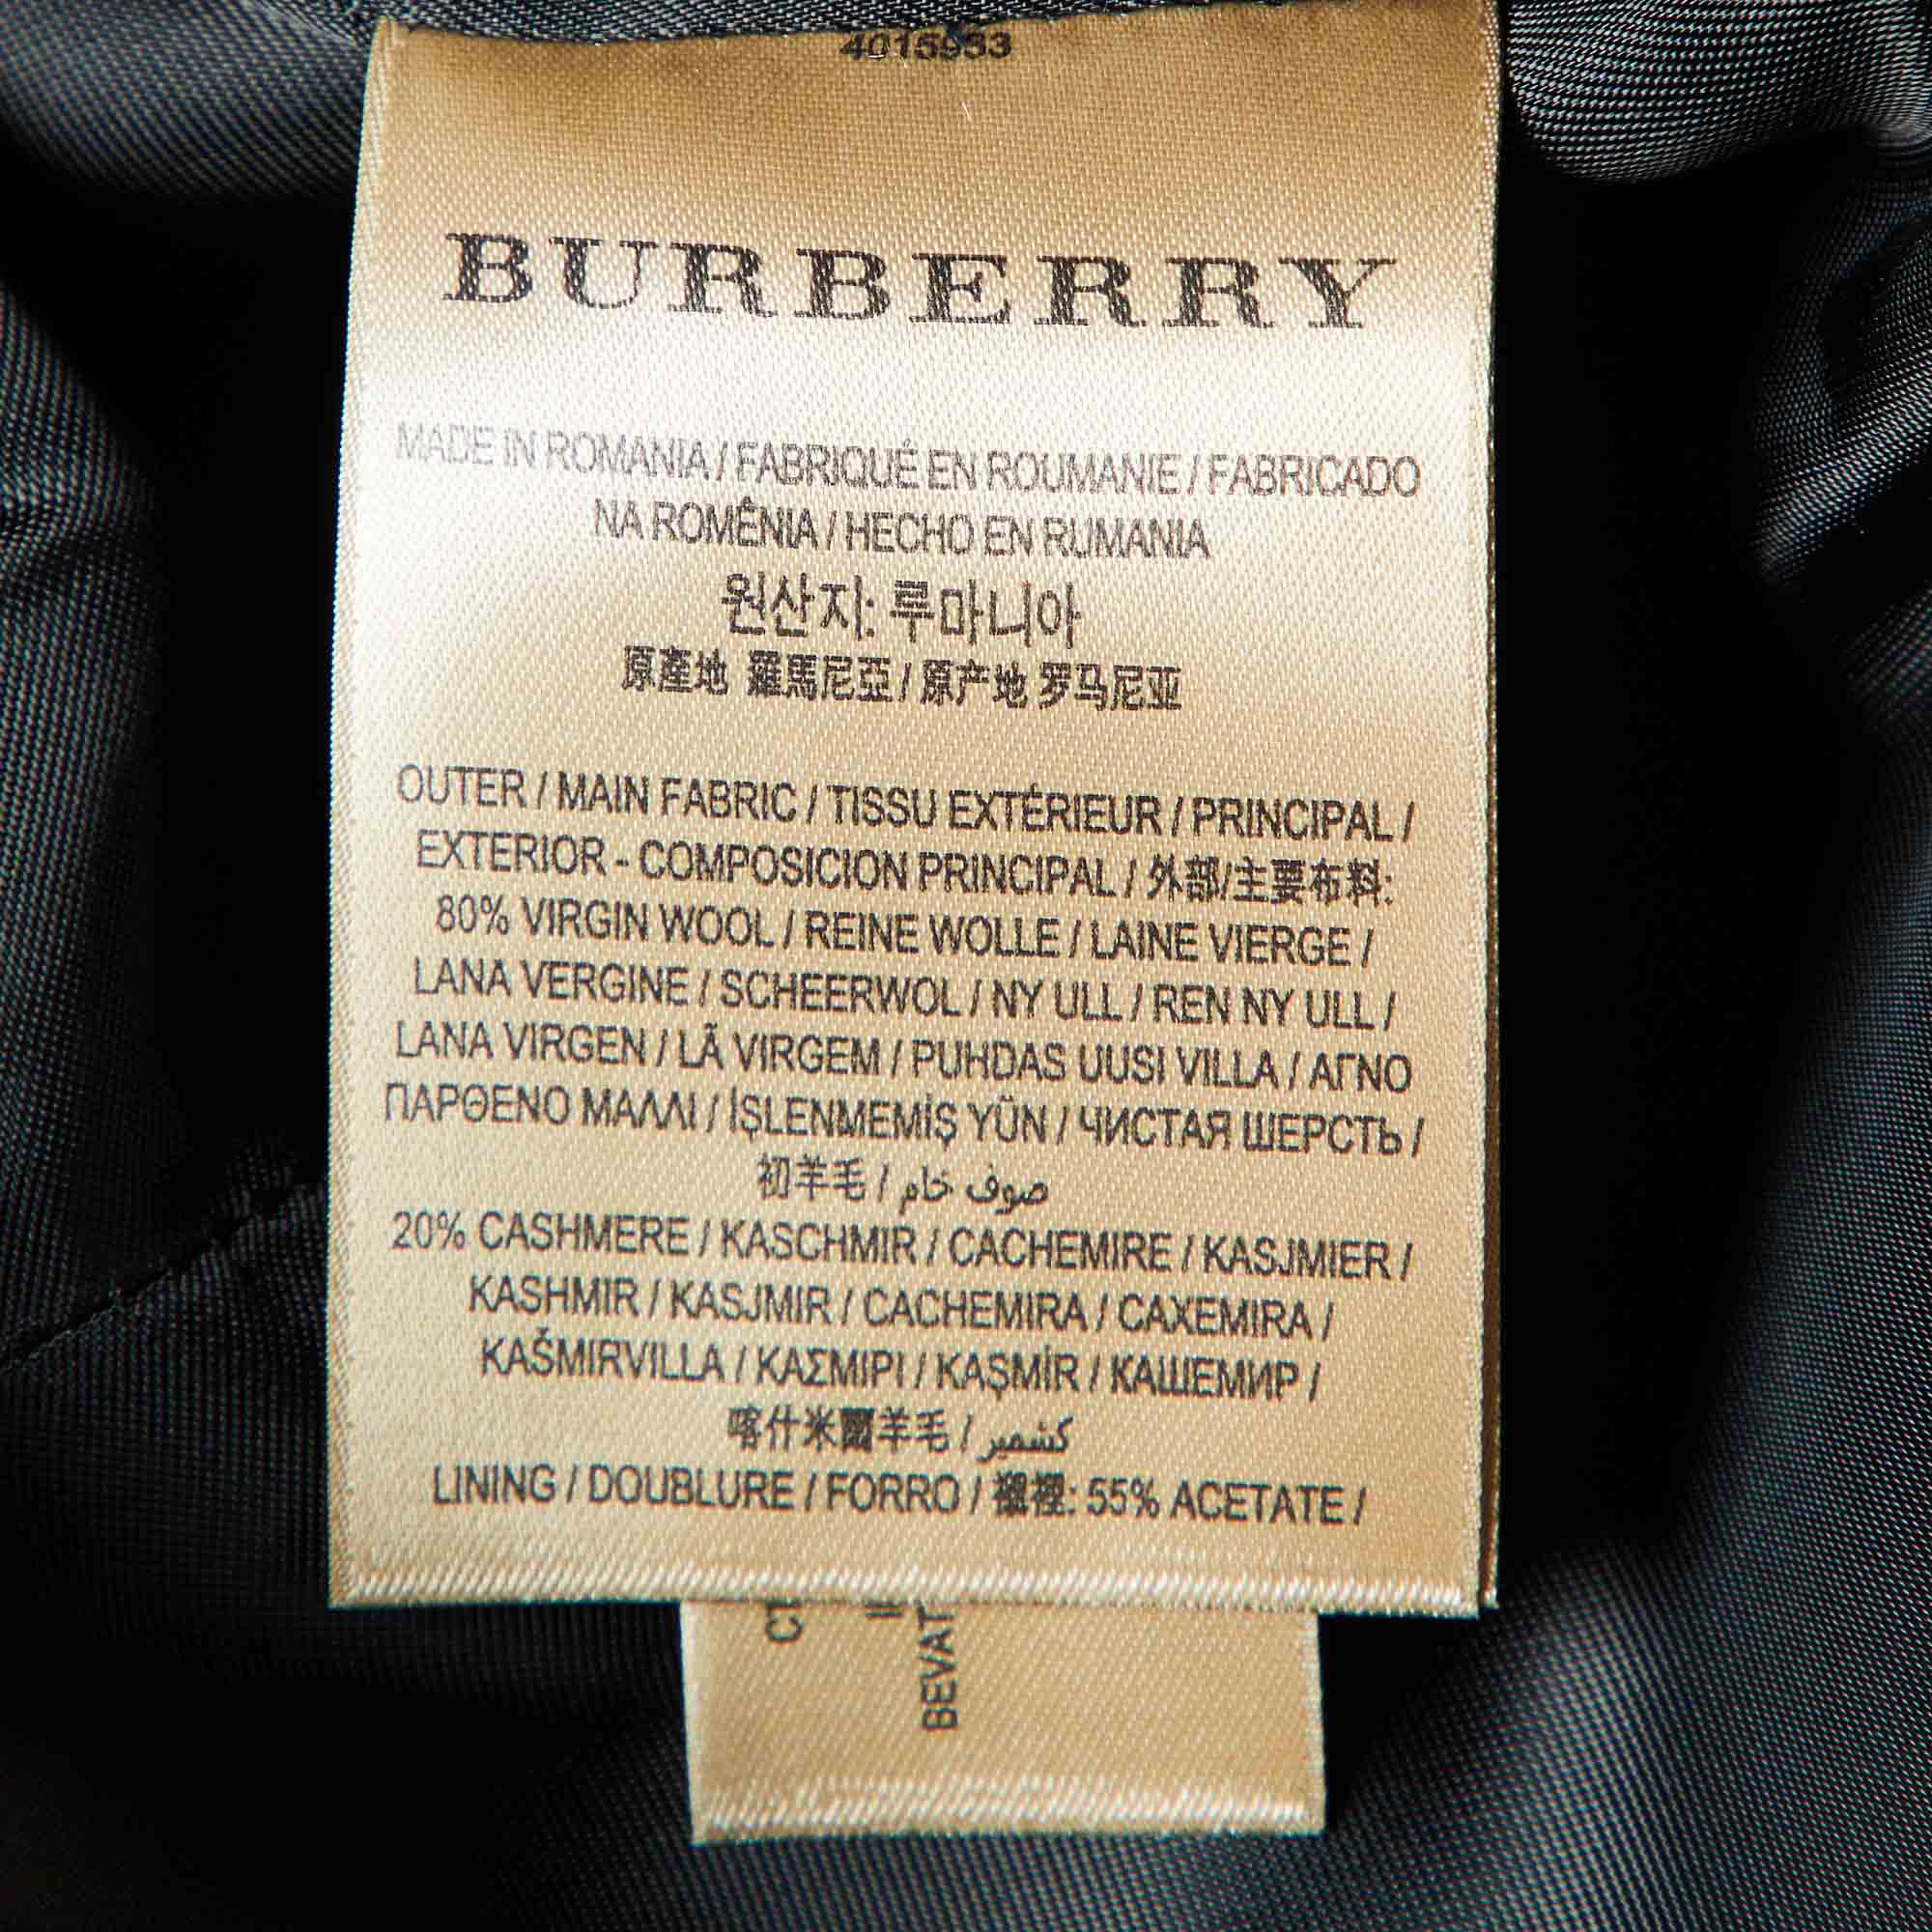 4015933
BURBERRY
MADE IN ROMANIA / FABRIQUÉ EN ROUMANIE / FABRICADO
NA ROMÊNIA / HECHO EN RUMANIA
원산지: 루마니아
原產地 羅馬尼亞 / 原产地 罗马尼亚
OUTER / MAIN FABRIC / TISSU EXTÉRIEUR / PRINCIPAL /
EXTERIOR - COMPOSICION PRINCIPAL / 外部/主要布料:
80% VIRGIN WOOL / REINE WOLLE / LAINE VIERGE /
LANA VERGINE / SCHEERWOL / NY ULL / REN NY ULL /
LANA VIRGEN / LÃ VIRGEM / PUHDAS UUSI VILLA / ΑΓΝΟ
ΠΑΡΘΕΝΟ ΜΑΛΛΙ / İŞLENMEMİŞ YÜN / ЧИСТАЯ ШЕРСТЬ /
初羊毛 / صوف خام
20% CASHMERE / KASCHMIR / CACHEMIRE / KASJMIER /
KASHMIR / KASJMIR / CACHEMIRA / CAXEMIRA /
KAŠMIRVILLA / ΚΑΣΜΙΡΙ / KAŞMİR / КАШЕМИР /
喀什米爾羊毛 / كشمير
LINING / DOUBLURE / FORRO / 裡: 55% ACETATE /
BEVAT